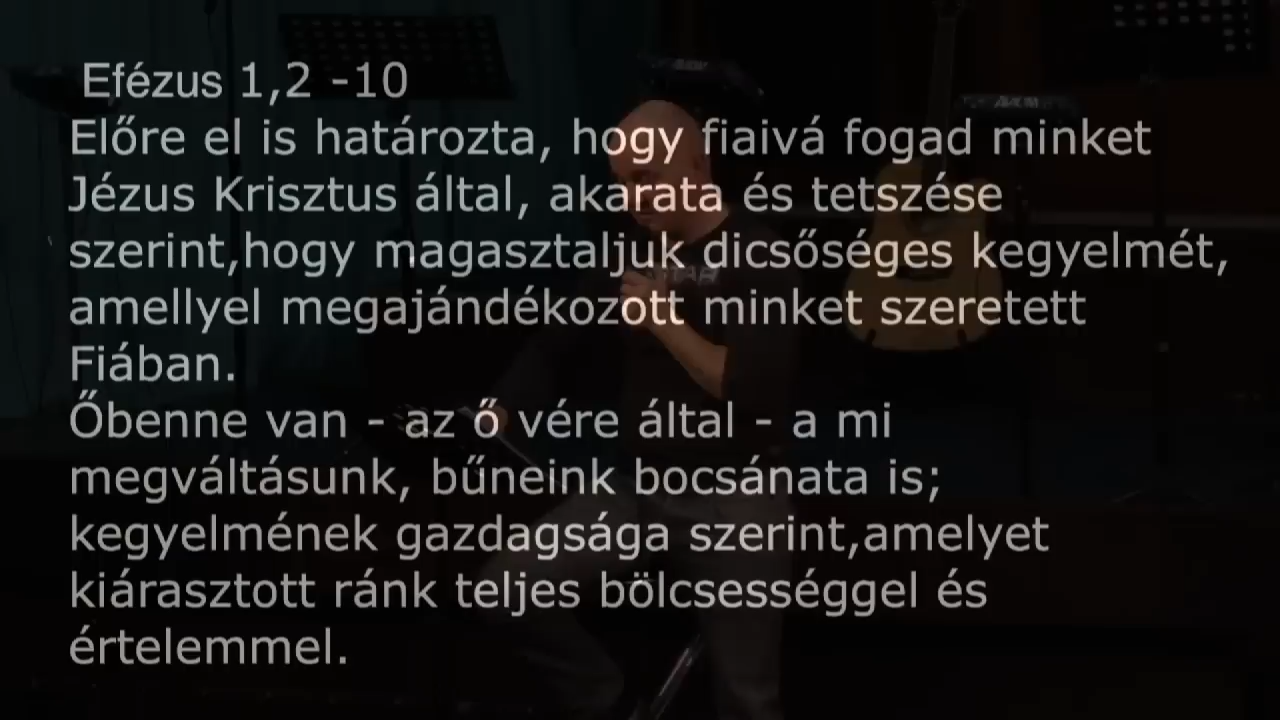 Efézus 1,2 -10
Előre el is határozta, hogy fiaivá fogad minket
Jézus Krisztus által, akarata és tetszése
szerint,hogy magasztaljuk dicsőséges kegyelmét,
amellyel megajándékozott minket szeretett
Fiában.
Őbenne van - az ő vére által - a mi
megváltásunk, bűneink bocsánata is;
kegyelmének gazdagsága szerint,amelyet
kiárasztott ránk teljes bölcsességgel és
értelemmel.